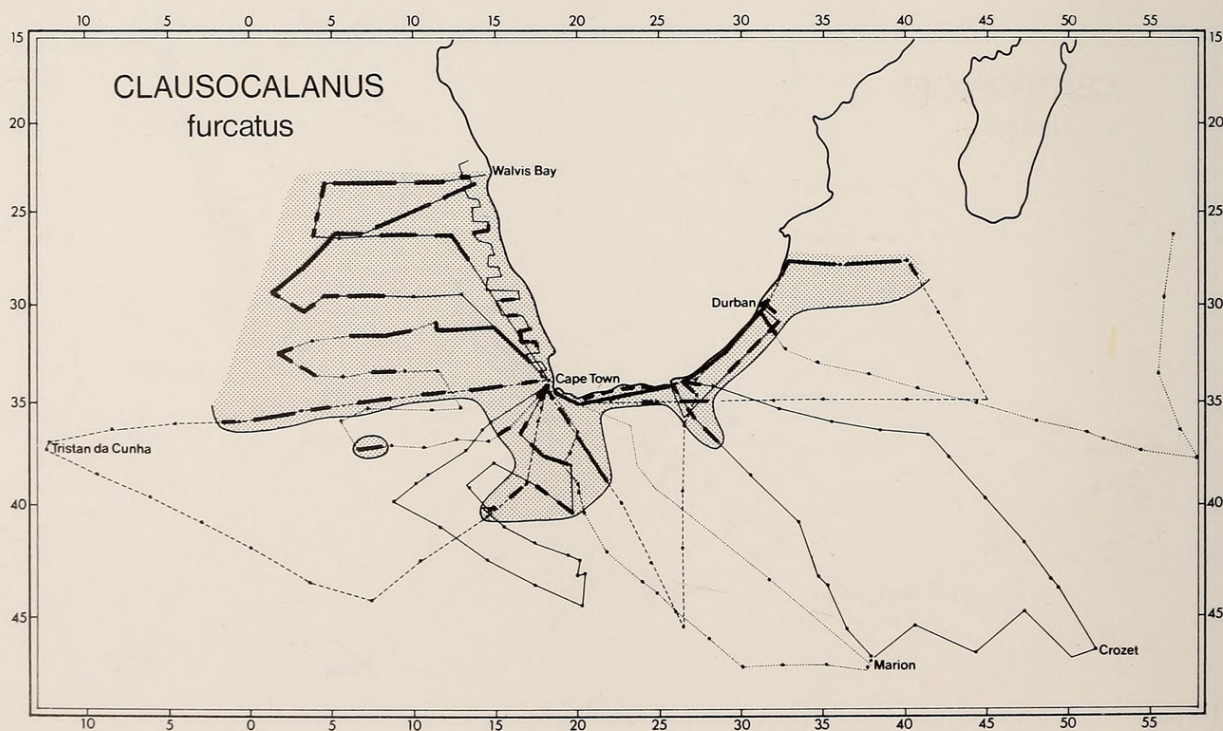 10 5 0 5 10 15 20 25 30 35 40 45 50 55
15 15
CLAUSOCALANUS
furcatus
20 20
Walvis Bay
25 25
Durban
30 30
Cape Town
35 35
Tristan da Cunha
40 40
45 45
Marion
Crozet
10 5 0 5 10 15 20 25 30 35 40 45 50 55